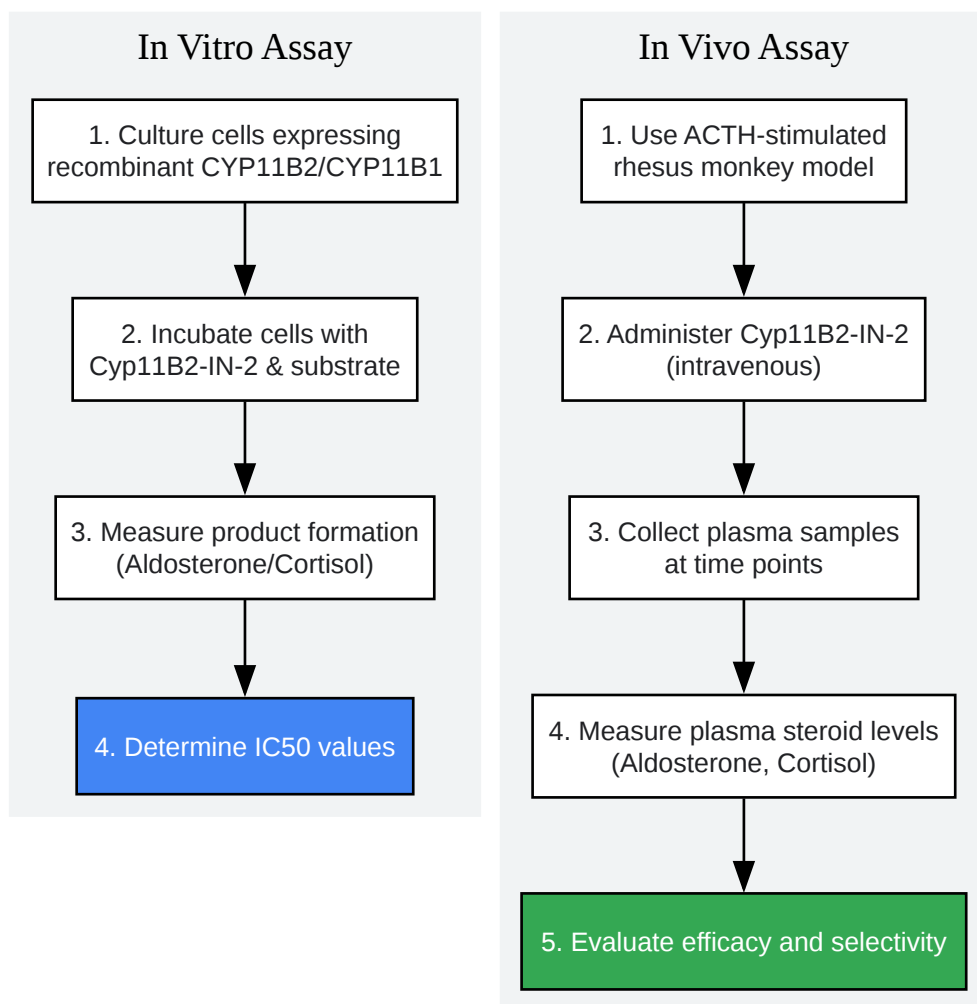 In Vitro Assay
1. Culture cells expressing
recombinant CYP11B2/CYP11B1
2. Incubate cells with
Cyp11B2-IN-2 & substrate
3. Measure product formation
(Aldosterone/Cortisol)
4. Determine IC50 values
In Vivo Assay
1. Use ACTH-stimulated
rhesus monkey model
2. Administer Cyp11B2-IN-2
(intravenous)
3. Collect plasma samples
at time points
4. Measure plasma steroid levels
(Aldosterone, Cortisol)
5. Evaluate efficacy and selectivity